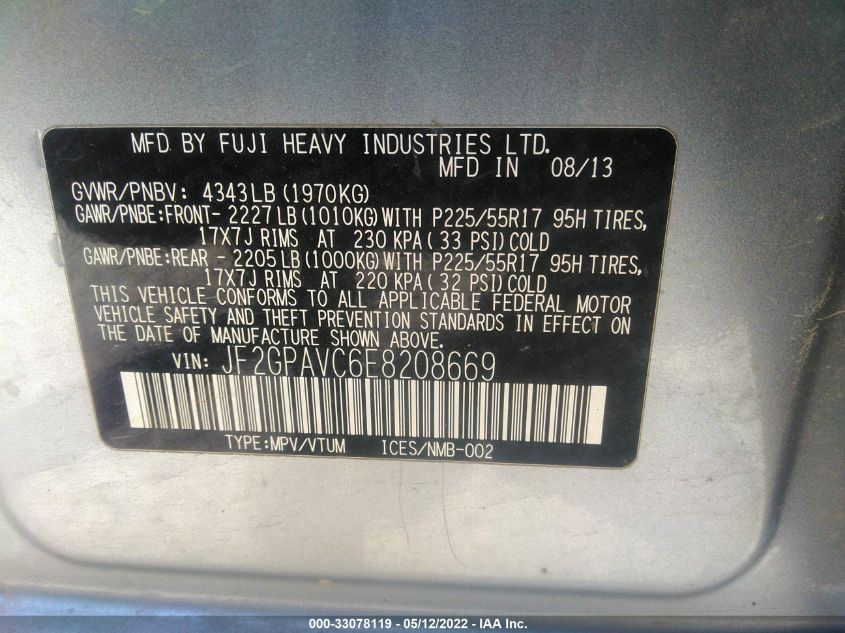 MFD BY FUJI HEAVY INDUSTRIES LTD.
MFD IN 08/13
GVWR/PNBV: 4343LB (1970KG)
GAWR/PNBE:FRONT- 2227 LB (1010KG) WITH P225/55R17 95H TIRES,
17X7J RIMS AT 230 KPA ( 33 PSI) COLD
GAWR/PNBE:REAR - 2205 LB (1000KG) WITH P225/55R17 95H TIRES,
17X7J RIMS AT 220 KPA ( 32 PSI) COLD
THIS VEHICLE CONFORMS TO ALL APPLICABLE FEDERAL MOTOR
VEHICLE SAFETY AND THEFT PREVENTION STANDARDS IN EFFECT ON
THE DATE OF MANUFACTURE SHOWN ABOVE.
VIN: JF2GPAVC6E8208669
TYPE:MPV/VTUM ICES/NMB-002
000-33078119 - 05/12/2022 - IAA Inc.